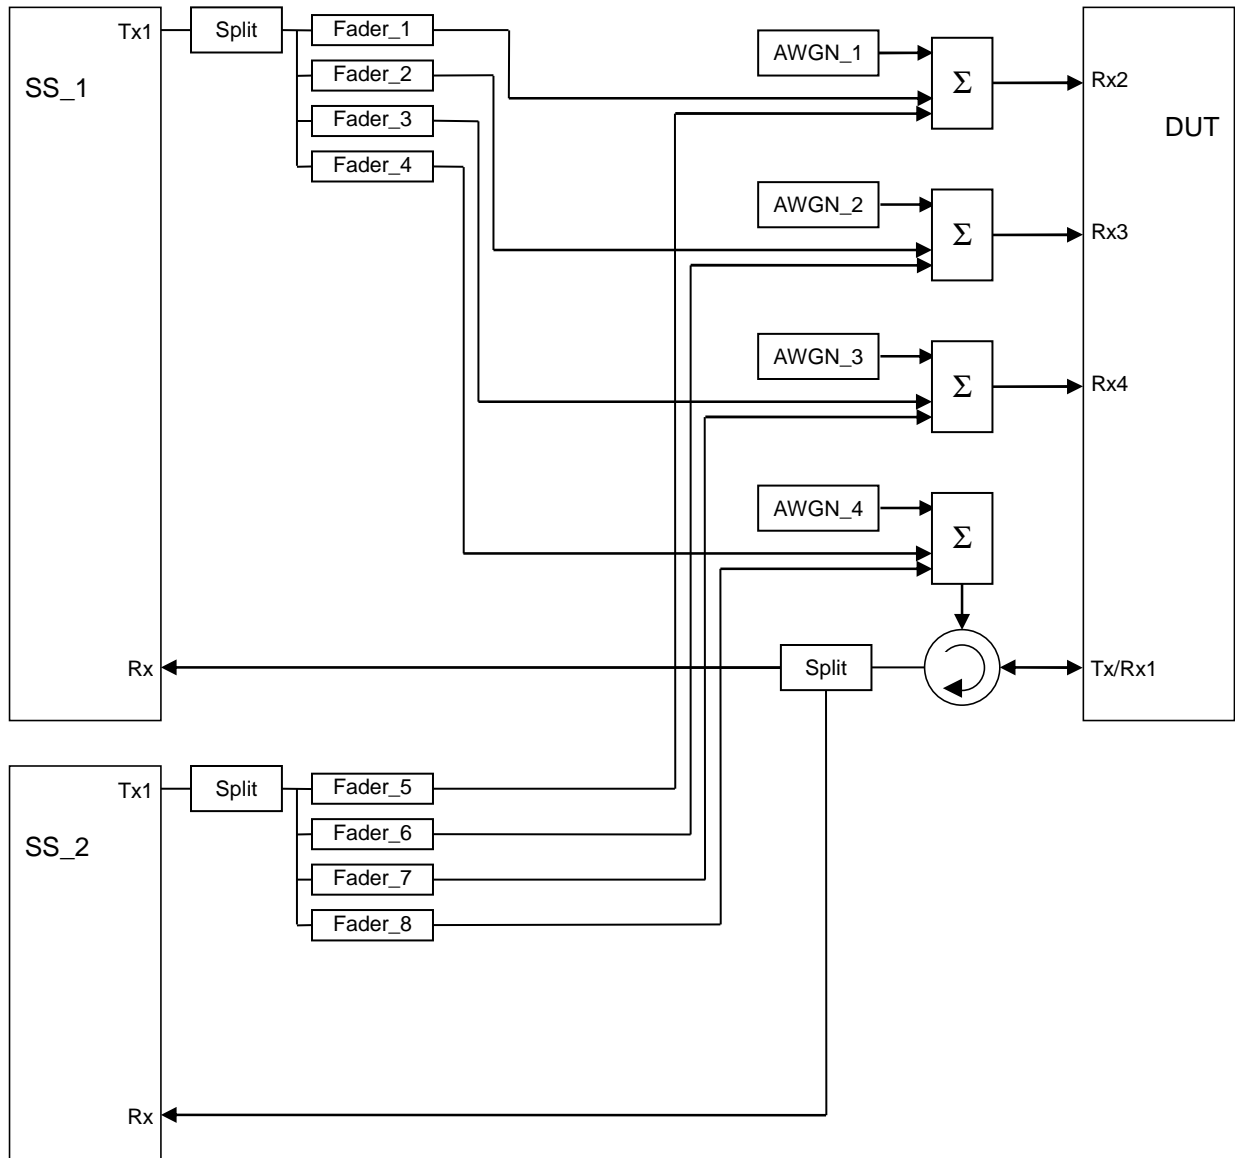 Tx1
Split
Fader_1
Fader_2
Fader_3
Fader_4
SS_1
AWGN_1
Σ
Rx2
DUT
AWGN_2
Σ
Rx3
AWGN_3
Σ
Rx4
AWGN_4
Σ
Rx
Split
Tx/Rx1
Tx1
Split
Fader_5
Fader_6
Fader_7
Fader_8
SS_2
Rx